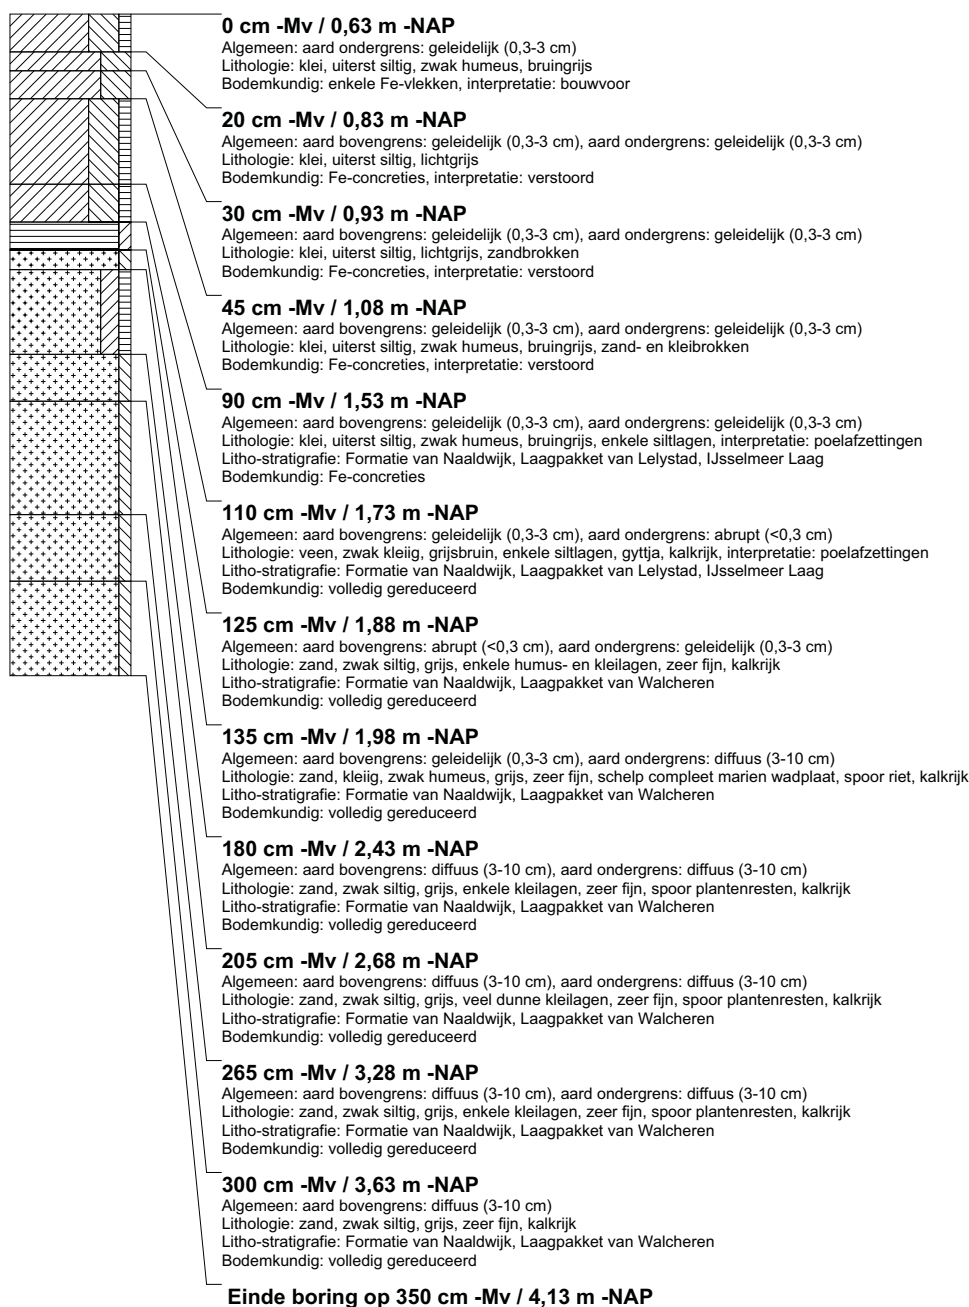 0 cm -Mv / 0,63 m -NAP
Algemeen: aard ondergrens: geleidelijk (0,3-3 cm)
Lithologie: klei, uiterst siltig, zwak humeus, bruingrijs
Bodemkundig: enkele Fe-vlekken, interpretatie: bouwvoor
20 cm -Mv / 0,83 m -NAP
Algemeen: aard bovengrens: geleidelijk (0,3-3 cm), aard ondergrens: geleidelijk (0,3-3 cm)
Lithologie: klei, uiterst siltig, lichtgrijs
Bodemkundig: Fe-concreties, interpretatie: verstoord
30 cm -Mv / 0,93 m -NAP
Algemeen: aard bovengrens: geleidelijk (0,3-3 cm), aard ondergrens: geleidelijk (0,3-3 cm)
Lithologie: klei, uiterst siltig, lichtgrijs, zandbrokken
Bodemkundig: Fe-concreties, interpretatie: verstoord
45 cm -Mv / 1,08 m -NAP
Algemeen: aard bovengrens: geleidelijk (0,3-3 cm), aard ondergrens: geleidelijk (0,3-3 cm)
Lithologie: klei, uiterst siltig, zwak humeus, bruingrijs, zand- en kleibrokken
Bodemkundig: Fe-concreties, interpretatie: verstoord
90 cm -Mv / 1,53 m -NAP
Algemeen: aard bovengrens: geleidelijk (0,3-3 cm), aard ondergrens: geleidelijk (0,3-3 cm)
Lithologie: klei, uiterst siltig, zwak humeus, bruingrijs, enkele siltlagen, interpretatie: poelafzettingen
Litho-stratigrafie: Formatie van Naaldwijk, Laagpakket van Lelystad, IJsselmeer Laag
Bodemkundig: Fe-concreties
110 cm -Mv / 1,73 m -NAP
Algemeen: aard bovengrens: geleidelijk (0,3-3 cm), aard ondergrens: abrupt (<0,3 cm)
Lithologie: veen, zwak kleiig, grijsbruin, enkele siltlagen, gyttja, kalkrijk, interpretatie: poelafzettingen
Litho-stratigrafie: Formatie van Naaldwijk, Laagpakket van Lelystad, IJsselmeer Laag
Bodemkundig: volledig gereduceerd
125 cm -Mv / 1,88 m -NAP
Algemeen: aard bovengrens: abrupt (<0,3 cm), aard ondergrens: geleidelijk (0,3-3 cm)
Lithologie: zand, zwak siltig, grijs, enkele humus- en kleilagen, zeer fijn, kalkrijk
Litho-stratigrafie: Formatie van Naaldwijk, Laagpakket van Walcheren
Bodemkundig: volledig gereduceerd
135 cm -Mv / 1,98 m -NAP
Algemeen: aard bovengrens: geleidelijk (0,3-3 cm), aard ondergrens: diffuus (3-10 cm)
Lithologie: zand, kleiig, zwak humeus, grijs, zeer fijn, schelp compleet marien wadplaat, spoor riet, kalkrijk
Litho-stratigrafie: Formatie van Naaldwijk, Laagpakket van Walcheren
Bodemkundig: volledig gereduceerd
180 cm -Mv / 2,43 m -NAP
Algemeen: aard bovengrens: diffuus (3-10 cm), aard ondergrens: diffuus (3-10 cm)
Lithologie: zand, zwak siltig, grijs, enkele kleilagen, zeer fijn, spoor plantenresten, kalkrijk
Litho-stratigrafie: Formatie van Naaldwijk, Laagpakket van Walcheren
Bodemkundig: volledig gereduceerd
205 cm -Mv / 2,68 m -NAP
Algemeen: aard bovengrens: diffuus (3-10 cm), aard ondergrens: diffuus (3-10 cm)
Lithologie: zand, zwak siltig, grijs, veel dunne kleilagen, zeer fijn, spoor plantenresten, kalkrijk
Litho-stratigrafie: Formatie van Naaldwijk, Laagpakket van Walcheren
Bodemkundig: volledig gereduceerd
265 cm -Mv / 3,28 m -NAP
Algemeen: aard bovengrens: diffuus (3-10 cm), aard ondergrens: diffuus (3-10 cm)
Lithologie: zand, zwak siltig, grijs, enkele kleilagen, zeer fijn, spoor plantenresten, kalkrijk
Litho-stratigrafie: Formatie van Naaldwijk, Laagpakket van Walcheren
Bodemkundig: volledig gereduceerd
300 cm -Mv / 3,63 m -NAP
Algemeen: aard bovengrens: diffuus (3-10 cm)
Lithologie: zand, zwak siltig, grijs, zeer fijn, kalkrijk
Litho-stratigrafie: Formatie van Naaldwijk, Laagpakket van Walcheren
Bodemkundig: volledig gereduceerd
Einde boring op 350 cm -Mv / 4,13 m -NAP